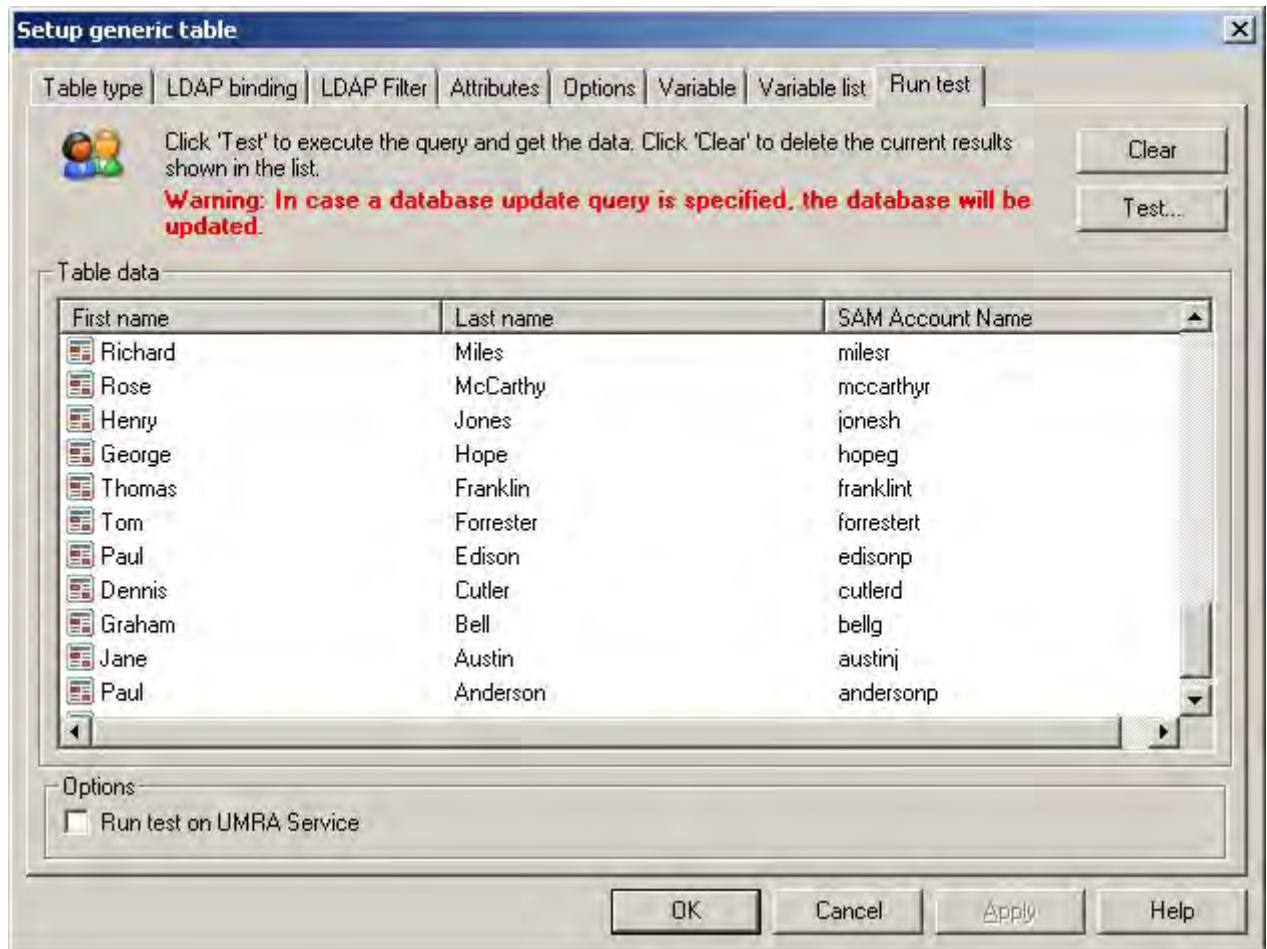 Setup generic table
Table type LDAP binding LDAP Filter Attributes Options Variable Variable list Run test
Click 'Test' to execute the query and get the data. Click 'Clear' to delete the current results
shown in the list.
Clear
Warning: In case a database update query is specified, the database will be
updated.
Test...
Table data
First name Last name SAM Account Name
Richard Miles milesr
Rose McCarthy mccarthyr
Henry Jones jonesh
George Hope hopeg
Thomas Franklin franklint
Tom Forrester forrestert
Paul Edison edisonp
Dennis Cutler cutlerd
Graham Bell bellg
Jane Austin austinj
Paul Anderson andersonp
Options
Run test on UMRA Service
OK Cancel Apply Help